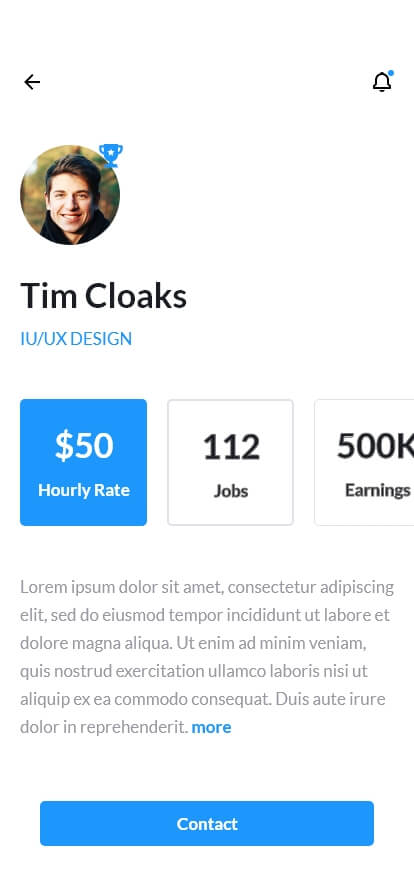 Tim Cloaks
IU/UX DESIGN
$50
Hourly Rate
112
Jobs
500K
Earnings
Lorem ipsum dolor sit amet, consectetur adipiscing
elit, sed do eiusmod tempor incididunt ut labore et
dolore magna aliqua. Ut enim ad minim veniam,
quis nostrud exercitation ullamco laboris nisi ut
aliquip ex ea commodo consequat. Duis aute irure
dolor in reprehenderit. more
Contact